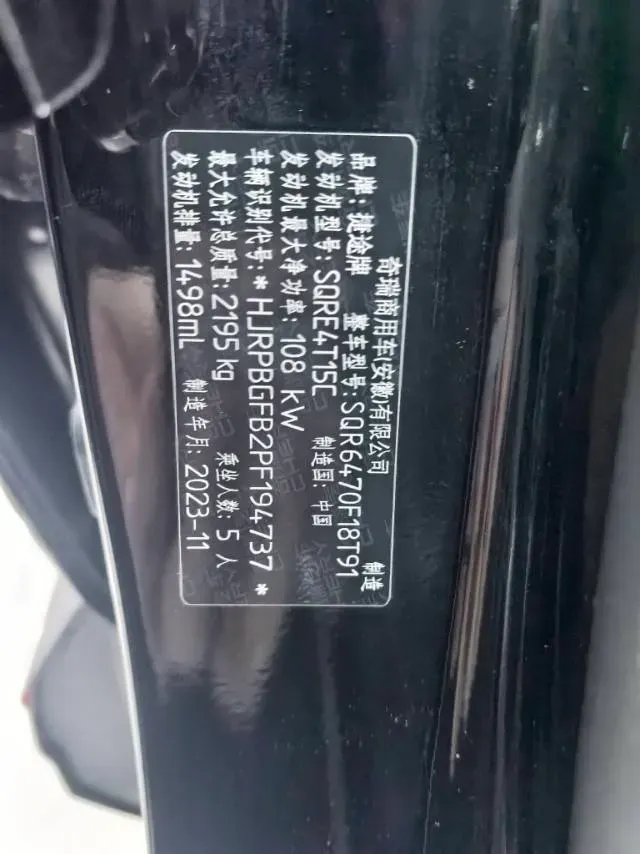 奇瑞商用车(安徽)有限公司 制造
品牌:捷途牌 整车型号:SQR6470F18T91
发动机型号:SQRE4T15C 制造国:中国
发动机最大净功率:108 kW
车辆识别代号:*HJRPBGFB2PF194737*
最大允许总质量:2195 kg 乘坐人数:5 人
发动机排量:1498mL 制造年月:2023-11